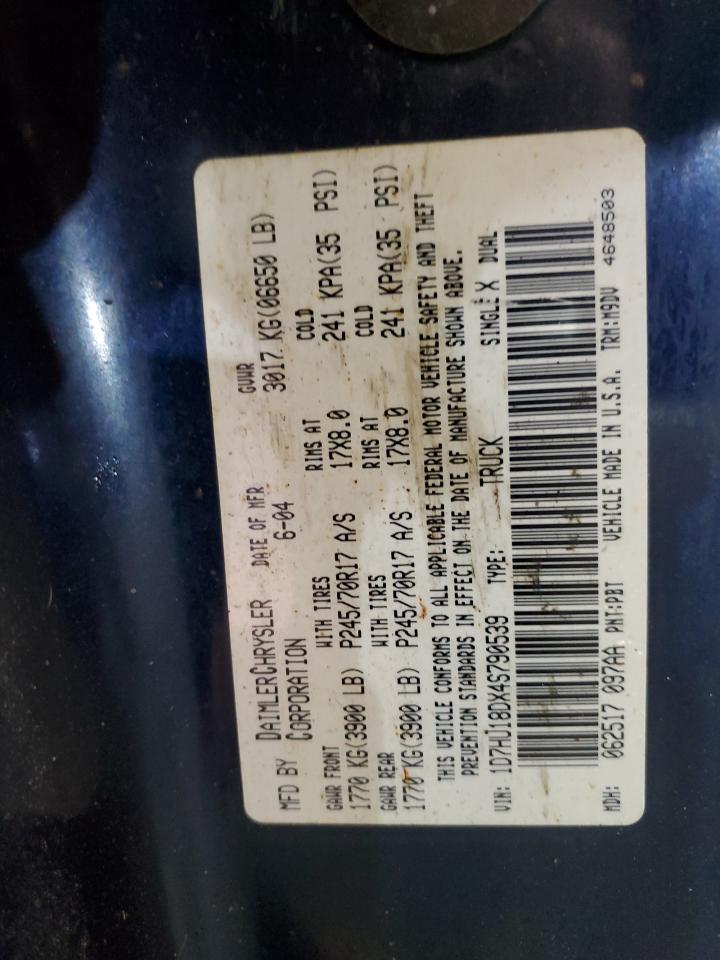 MFD BY DAIMLERCHRYSLER DATE OF MFR GVWR
CORPORATION 6-04 3017 KG(06650 LB)
GAWR FRONT WITH TIRES RIMS AT COLD
1770 KG(3900 LB) P245/70R17 A/S 17X8.0 241 KPA(35 PSI)
GAWR REAR WITH TIRES RIMS AT COLD
1770 KG(3900 LB) P245/70R17 A/S 17X8.0 241 KPA(35 PSI)
THIS VEHICLE CONFORMS TO ALL APPLICABLE FEDERAL MOTOR VEHICLE SAFETY AND THEFT
PREVENTION STANDARDS IN EFFECT ON THE DATE OF MANUFACTURE SHOWN ABOVE.
VIN: 1D7HU18DX4S790539 TYPE: TRUCK SINGLE X DUAL
MDH: 062517 097AA PNT:PBT VEHICLE MADE IN U.S.A. TRM:M9DV 4648503